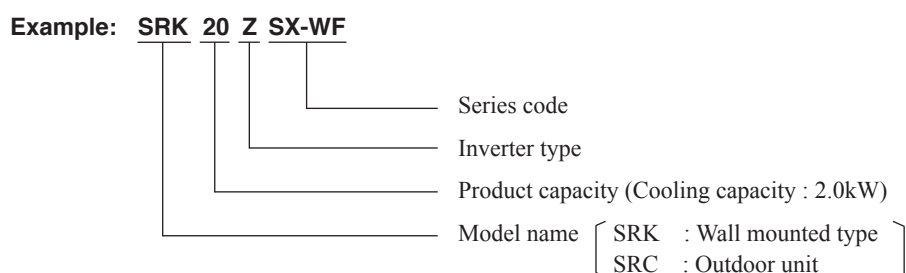 Example: SRK 20 Z SX-WF
Series code
Inverter type
Product capacity (Cooling capacity : 2.0kW)
Model name SRK : Wall mounted type
SRC : Outdoor unit